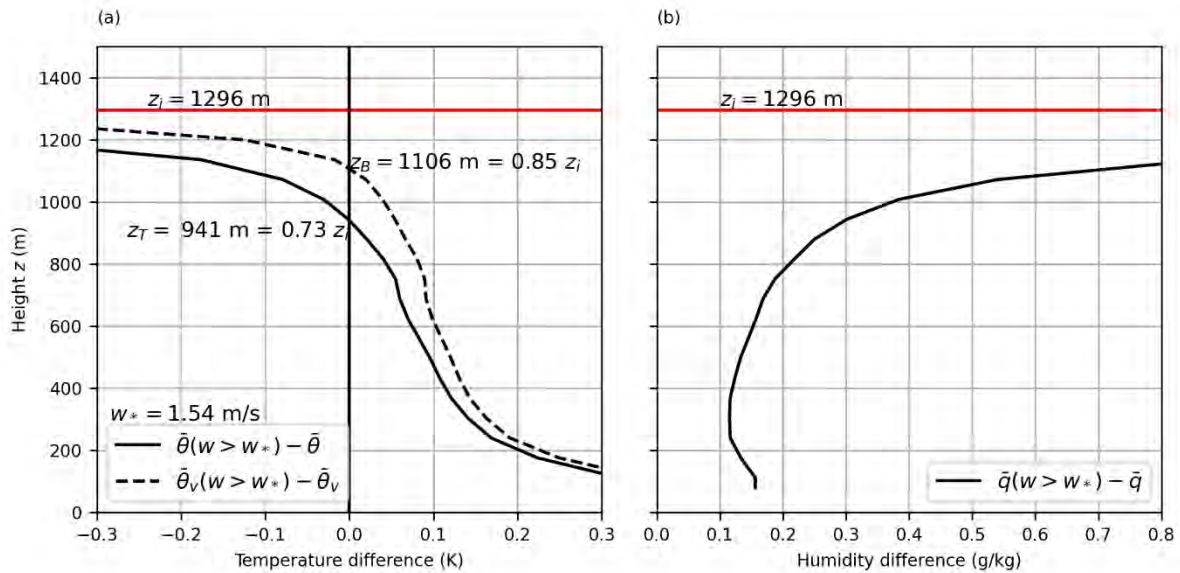 (a)
(b)
1400
1200
1000
800
600
400
200
0
Height z (m)
z_i = 1296 m
z_B = 1106 m = 0.85 z_i
z_T = 941 m = 0.73 z_i
w_* = 1.54 m/s
θ̄(w > w_*) − θ̄
θ̄_v(w > w_*) − θ̄_v
−0.3 −0.2 −0.1 0.0 0.1 0.2 0.3
Temperature difference (K)
z_i = 1296 m
q̄(w > w_*) − q̄
0.0 0.1 0.2 0.3 0.4 0.5 0.6 0.7 0.8
Humidity difference (g/kg)